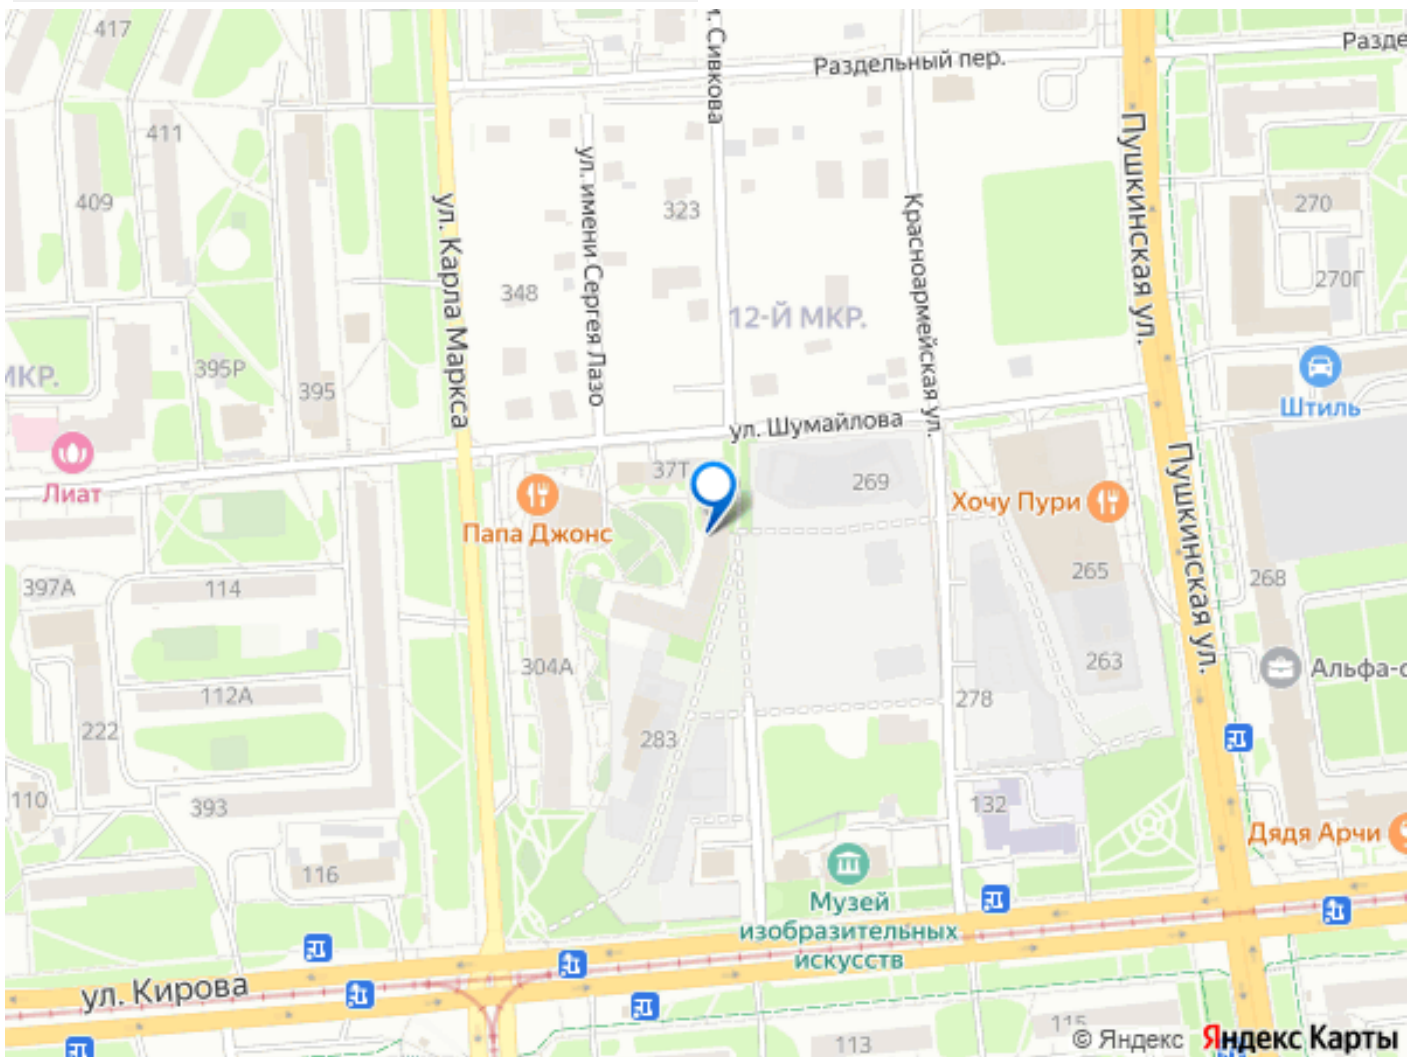 417
и. Сивкова
Раздельный пер.
Разде
411
Пушкинская ул.
ул. имени Сергея Лазо
409
ул. Карла Маркса
323
Красноармейская ул.
270
348
270Г
12-Й МКР.
МКР.
395Р
395
Штиль
ул. Шумайлова
Лиат
37Т
269
Папа Джонс
Хочу Пури
Пушкинская ул.
397А
114
265
268
304А
263
Альфа-с
112А
278
222
283
110
393
132
Дядя Арчи
116
Музей
изобразительных
искусств
ул. Кирова
115
113
© Яндекс Яндекс Карты